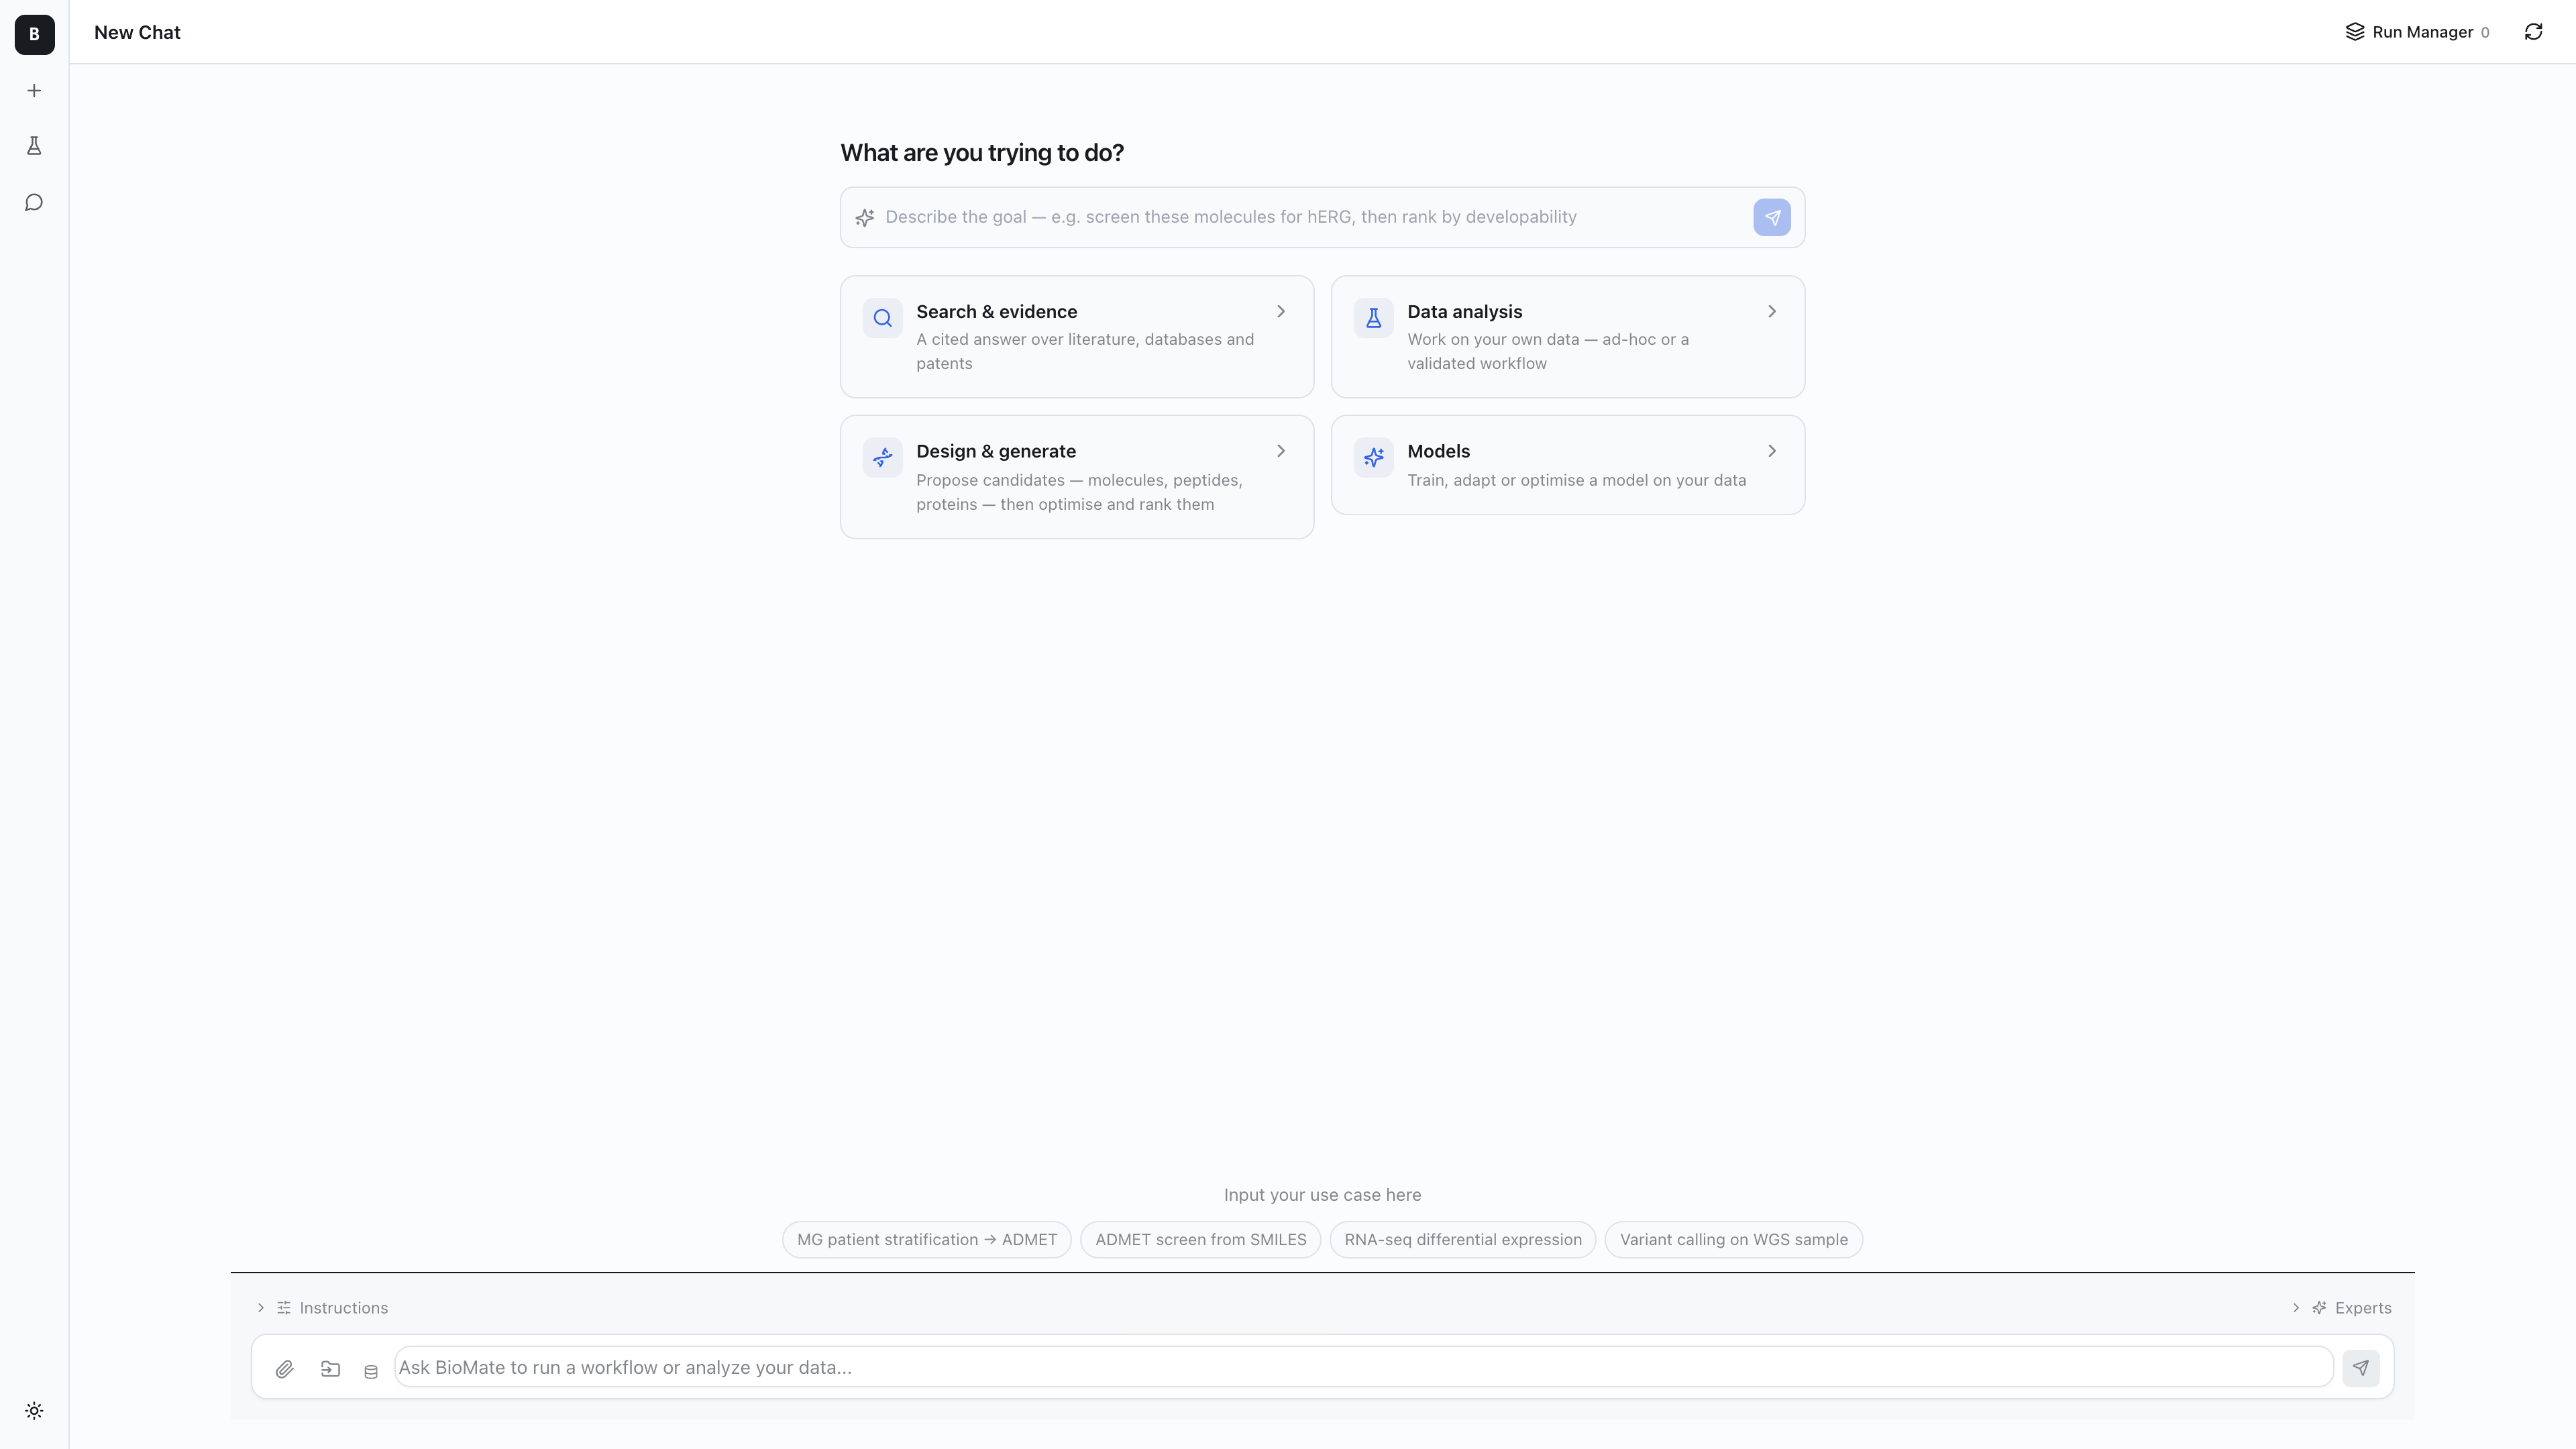 B
New Chat
Run Manager 0
What are you trying to do?
Describe the goal — e.g. screen these molecules for hERG, then rank by developability
Search & evidence
A cited answer over literature, databases and
patents
Data analysis
Work on your own data — ad-hoc or a
validated workflow
Design & generate
Propose candidates — molecules, peptides,
proteins — then optimise and rank them
Models
Train, adapt or optimise a model on your data
Input your use case here
MG patient stratification → ADMET
ADMET screen from SMILES
RNA-seq differential expression
Variant calling on WGS sample
Instructions
Experts
Ask BioMate to run a workflow or analyze your data...